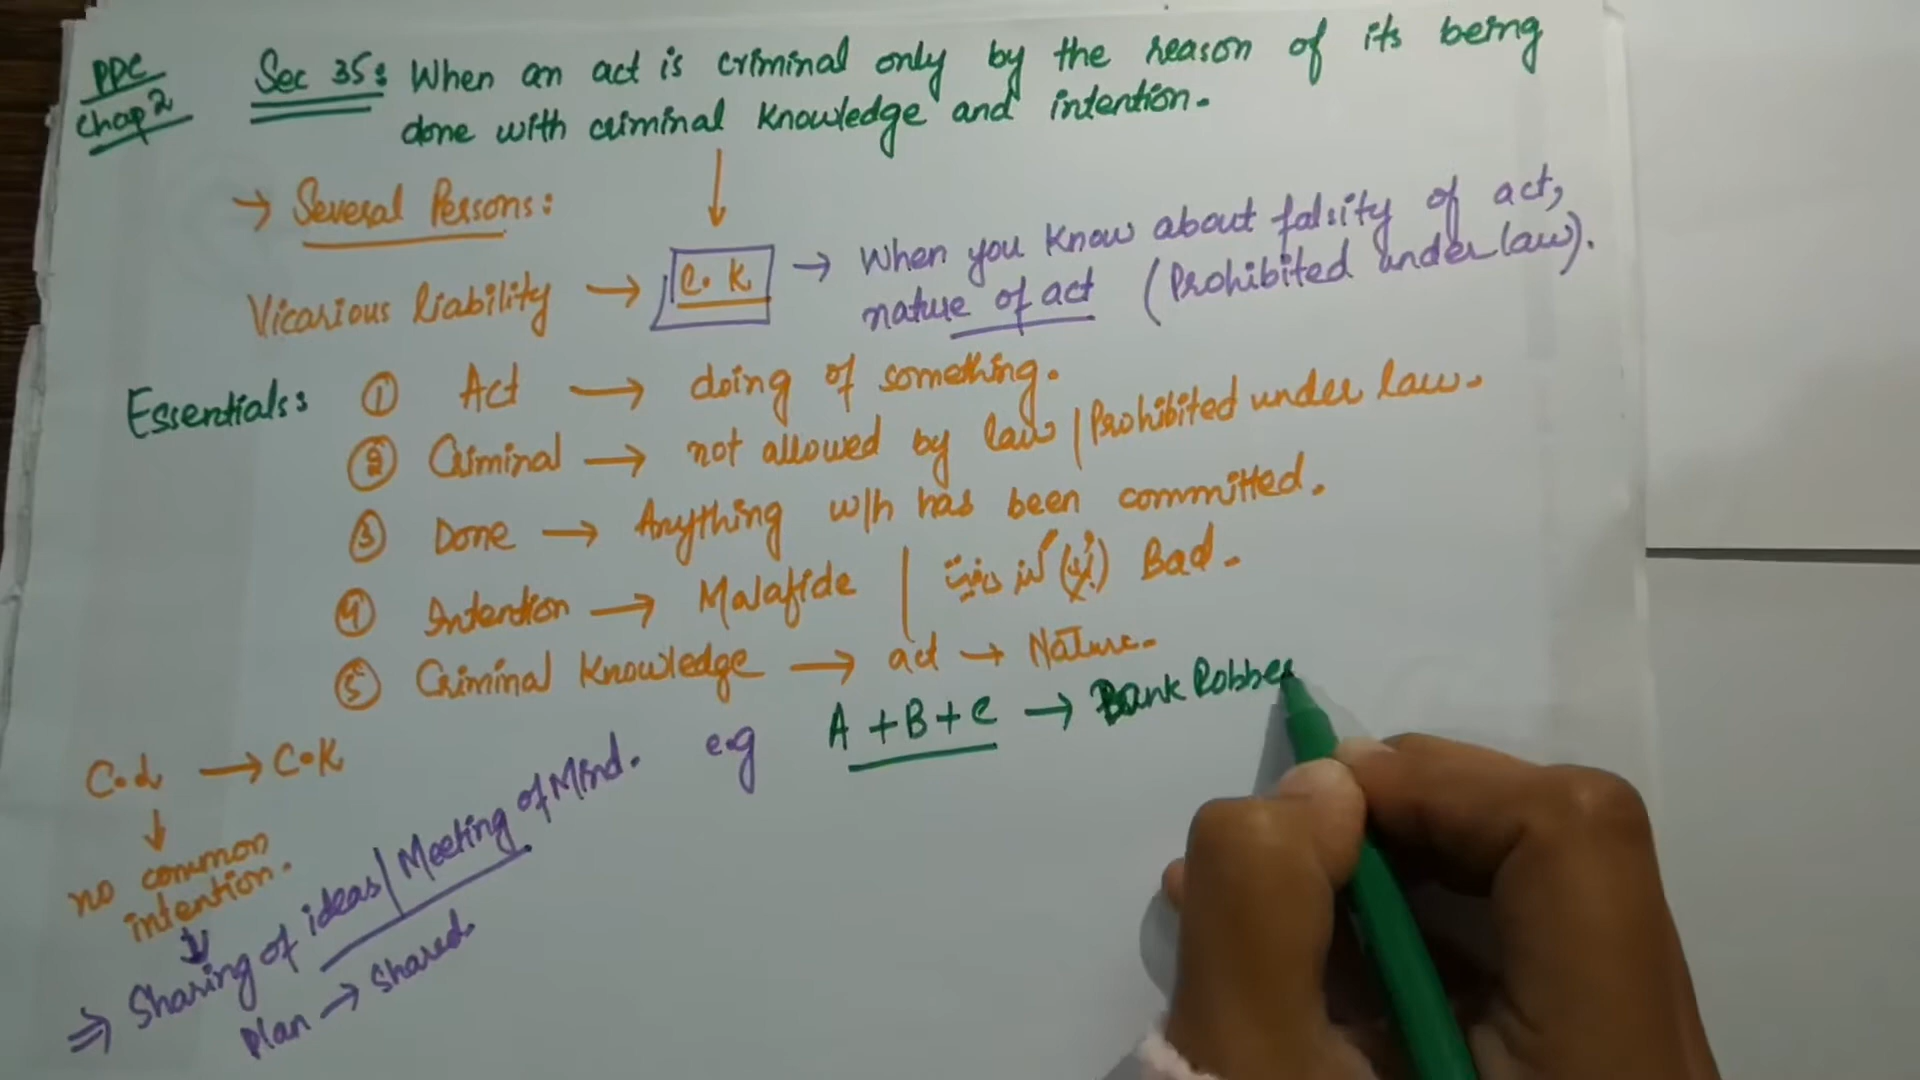 PPC
Chap 2
Sec 35: When an act is criminal only by the reason of its being
done with criminal knowledge and intention.
→ Several Persons:
Vicarious liability → C.K → When you know about falsity of act,
nature of act (Prohibited under law).
Essentials: ① Act → doing of something.
② Criminal → not allowed by law | Prohibited under law.
③ Done → Anything w/h has been committed.
④ Intention → Malafide | Bad.
⑤ Criminal Knowledge → act → Nature.
e.g A + B + C → Bank Robber
→ C.K
no common
intention.
⇒ Sharing of ideas | Meeting of Mind.
Plan → Shared